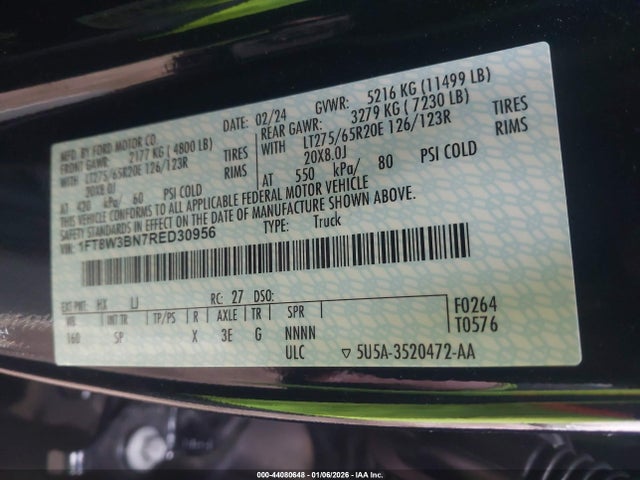 MFD. BY FORD MOTOR CO.
DATE: 02/24 GVWR: 5216 KG (11499 LB)
FRONT GAWR: 2177 KG ( 4800 LB) REAR GAWR: 3279 KG ( 7230 LB)
WITH LT275/65R20E 126/123R TIRES WITH LT275/65R20E 126/123R TIRES
20X8.0J RIMS 20X8.0J RIMS
AT 420 kPa/ 60 PSI COLD AT 550 kPa/ 80 PSI COLD
THIS VEHICLE CONFORMS TO ALL APPLICABLE FEDERAL MOTOR VEHICLE
SAFETY STANDARDS IN EFFECT ON THE DATE OF MANUFACTURE SHOWN ABOVE.
VIN: 1FT8W3BN7RED30956 TYPE: Truck
EXT PNT: HX UJ RC: 27 DSO:
WB INT TR TP/PS R AXLE TR SPR F0264
160 SP X 3E G NNNN T0576
ULC 5U5A-3520472-AA
000-44080648 - 01/06/2026 - © IAA Inc.